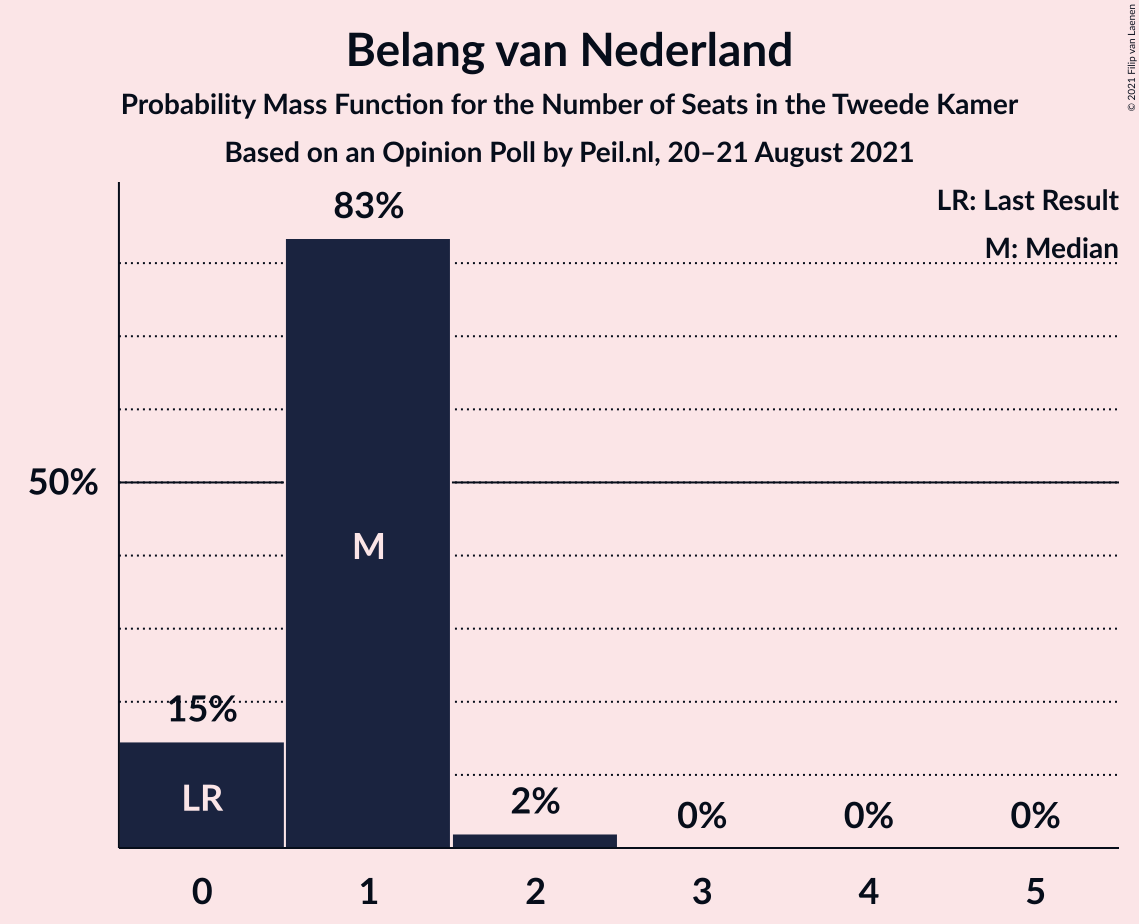 Belang van Nederland
Probability Mass Function for the Number of Seats in the Tweede Kamer
Based on an Opinion Poll by Peil.nl, 20–21 August 2021
© 2021 Filip van Laenen
LR: Last Result
M: Median
83%
50%
M
15%
LR
2%
0%
0%
0%
0
1
2
3
4
5